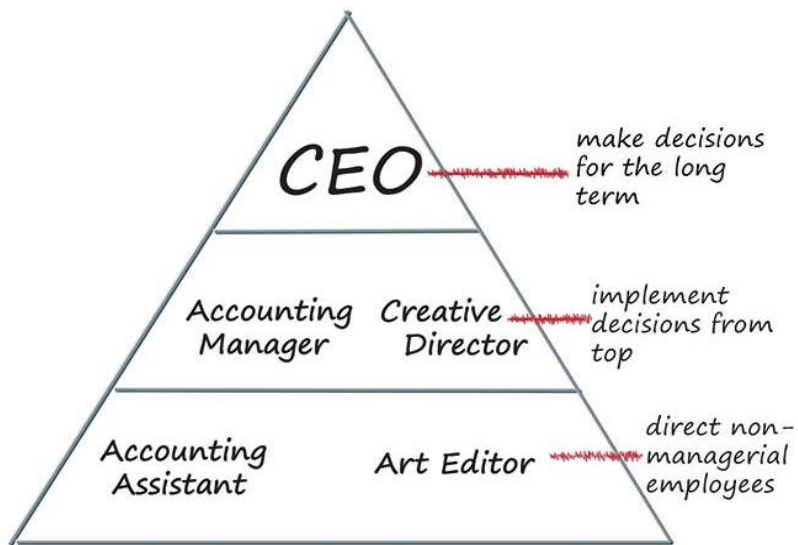 CEO
make decisions
for the long
term
Accounting
Manager
Creative
Director
implement
decisions from
top
Accounting
Assistant
Art Editor
direct non-
managerial
employees